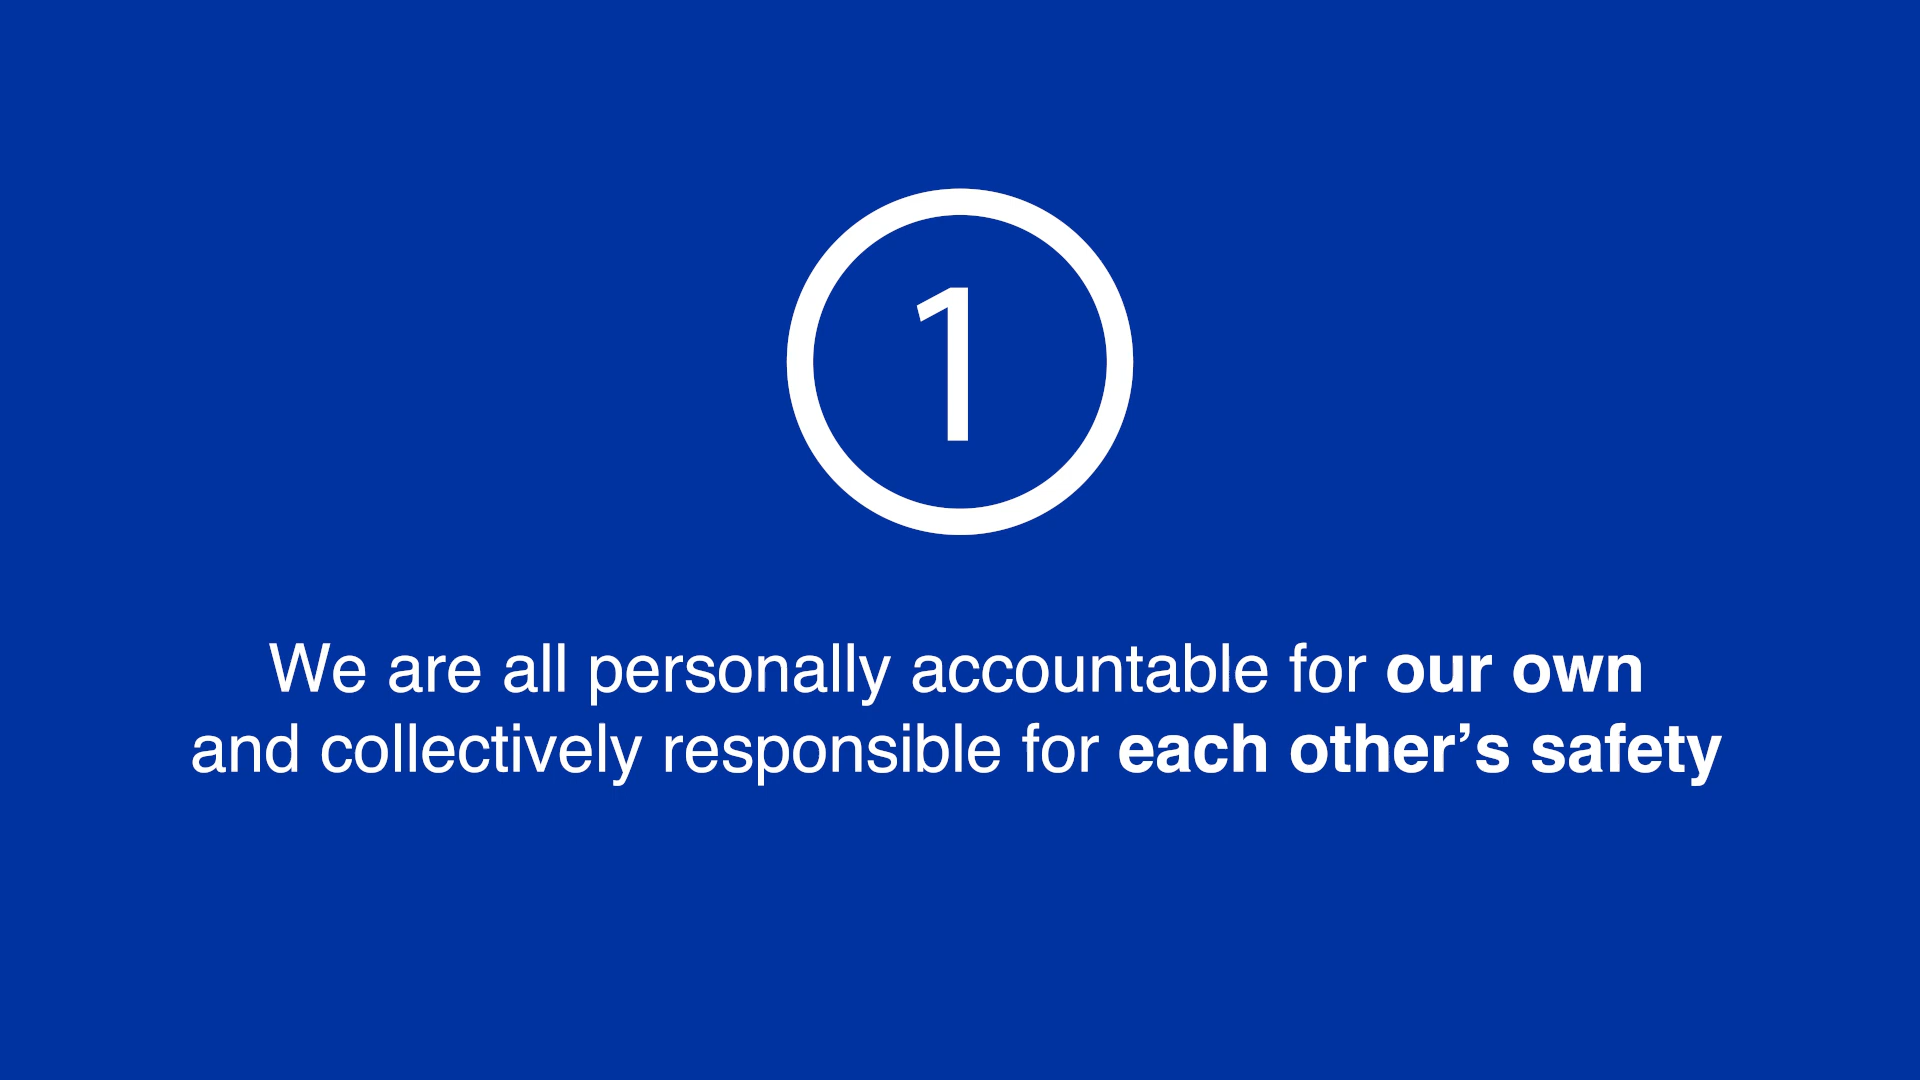 1
We are all personally accountable for our own
and collectively responsible for each other’s safety